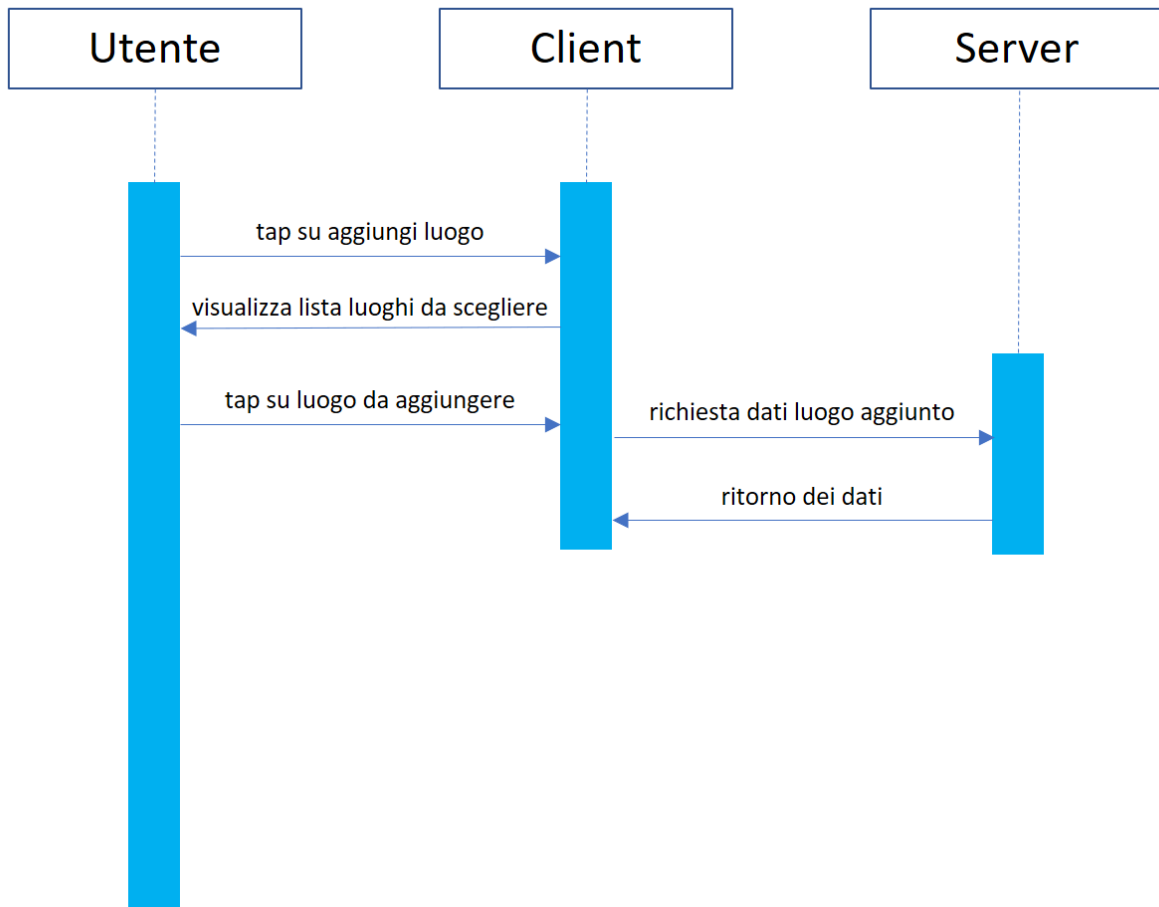 Utente
Client
Server
tap su aggiungi luogo
visualizza lista luoghi da scegliere
tap su luogo da aggiungere
richiesta dati luogo aggiunto
ritorno dei dati